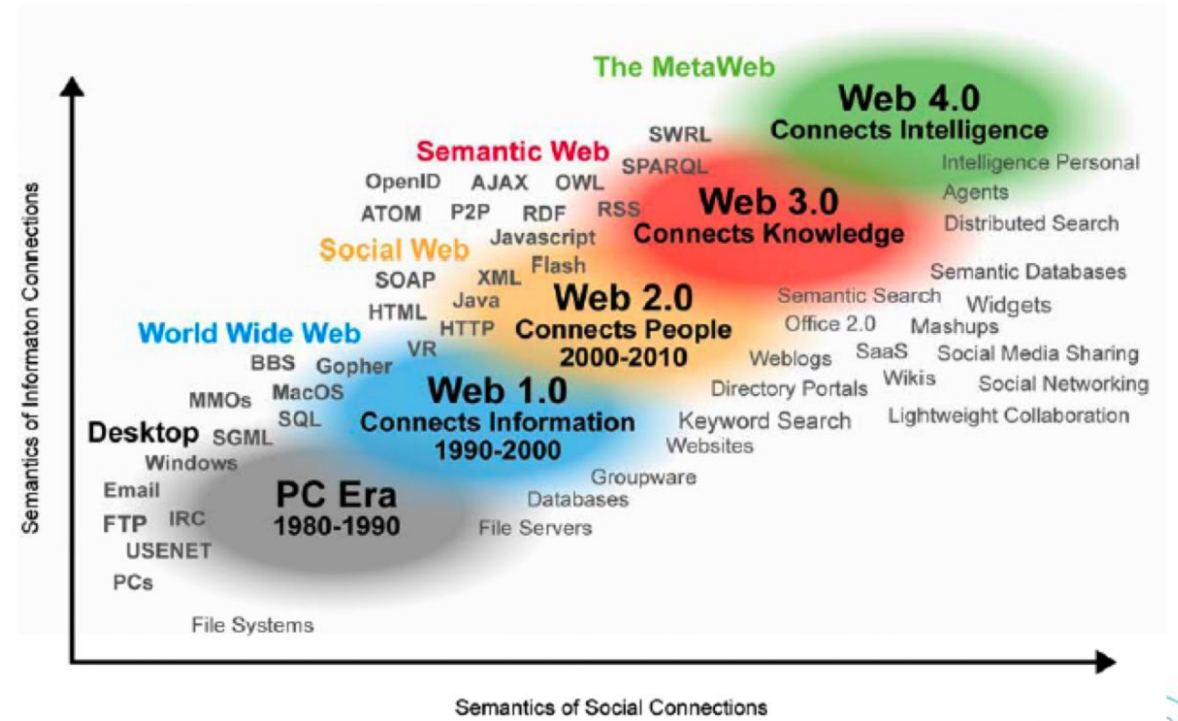 The MetaWeb
Web 4.0
Connects Intelligence
SWRL
Semantic Web
SPARQL
Intelligence Personal
Agents
OpenID AJAX OWL
Web 3.0
Connects Knowledge
ATOM P2P RDF RSS
Distributed Search
Javascript
Social Web
Flash
SOAP XML
Semantic Databases
Web 2.0
Connects People
2000-2010
Java
HTML
HTTP
Semantic Search
Widgets
Office 2.0 Mashups
World Wide Web
VR
Weblogs SaaS Social Media Sharing
BBS Gopher
Directory Portals Wikis Social Networking
Web 1.0
Connects Information
1990-2000
MMOs MacOS
SQL
Keyword Search Lightweight Collaboration
Websites
Desktop SGML
Windows
Groupware
Email
PC Era
1980-1990
Databases
FTP IRC
File Servers
USENET
PCs
File Systems
Semantics of Informaton Connections
Semantics of Social Connections